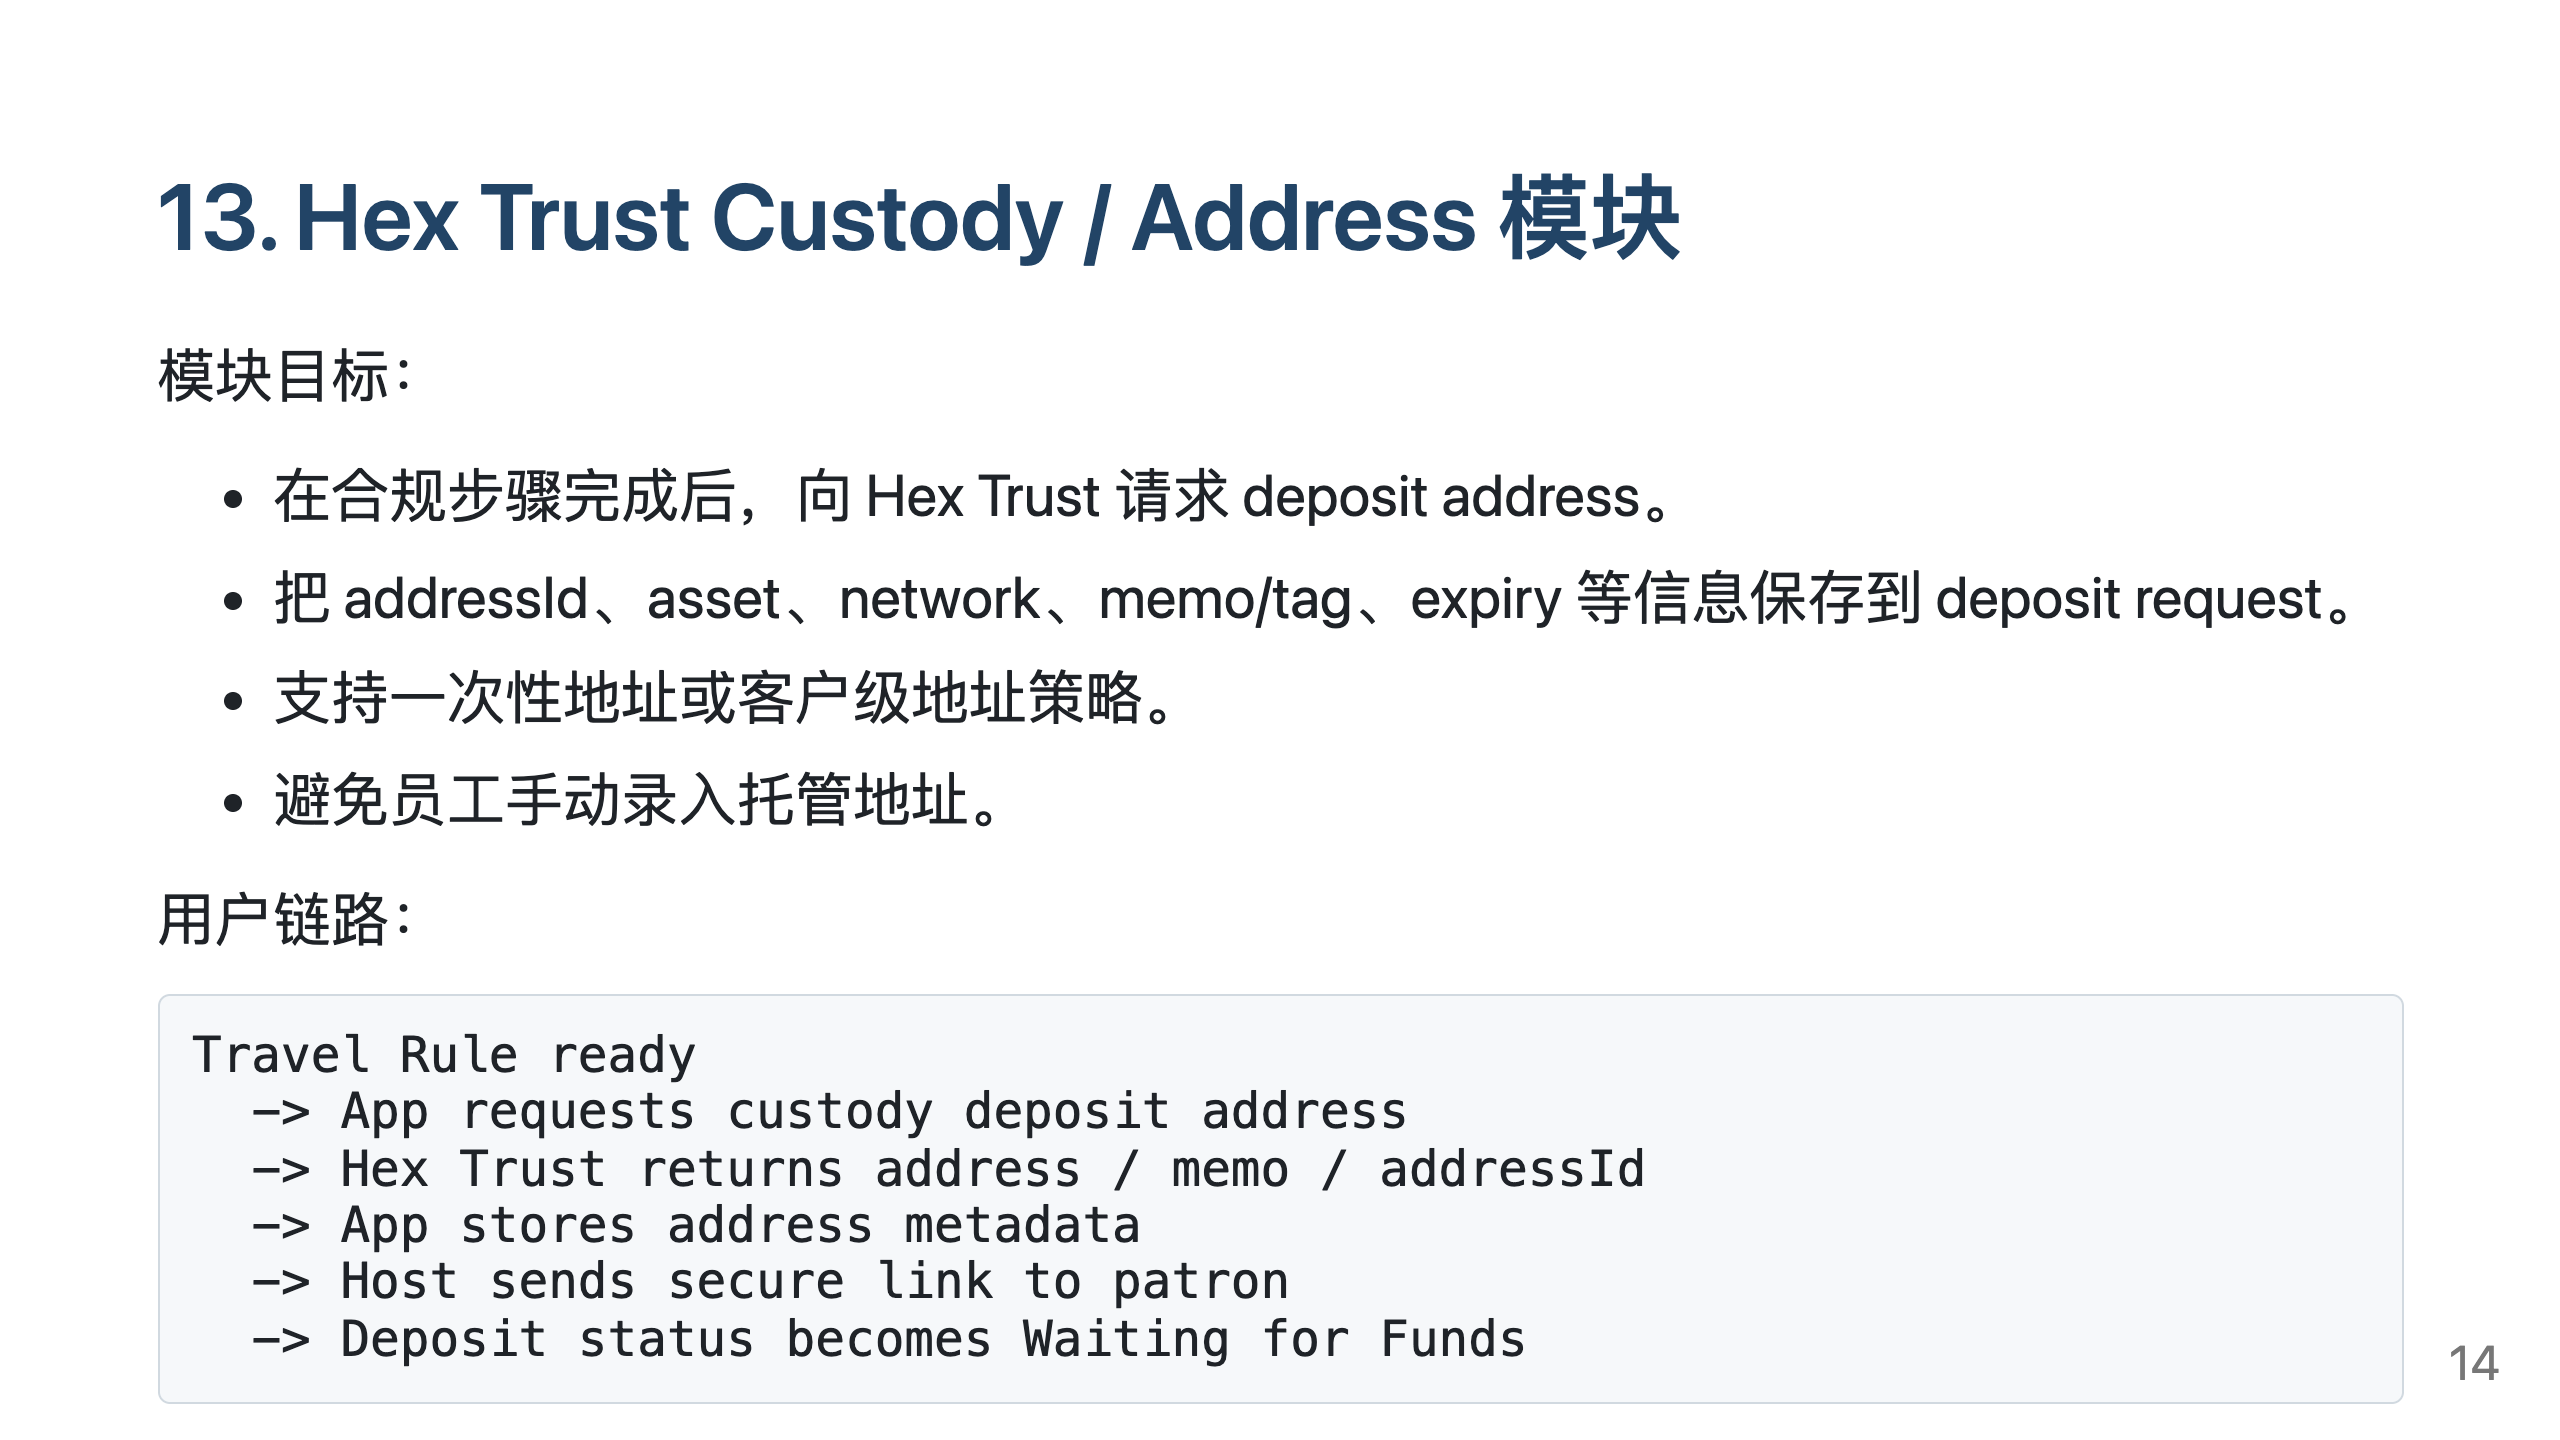 13. Hex Trust Custody / Address 模块
模块目标：
• 在合规步骤完成后，向 Hex Trust 请求 deposit address。
• 把 addressId、asset、network、memo/tag、expiry 等信息保存到 deposit request。
• 支持一次性地址或客户级地址策略。
• 避免员工手动录入托管地址。
用户链路：
Travel Rule ready
  -> App requests custody deposit address
  -> Hex Trust returns address / memo / addressId
  -> App stores address metadata
  -> Host sends secure link to patron
  -> Deposit status becomes Waiting for Funds
14